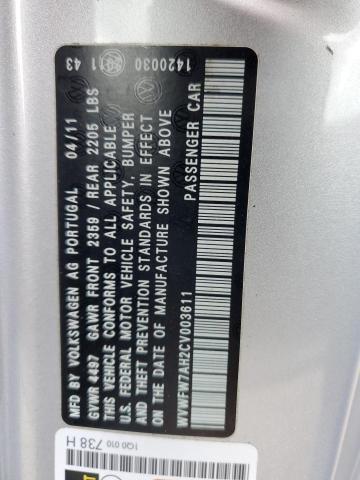 MFD BY VOLKSWAGEN AG PORTUGAL 04/11
GVWR 4497 GAWR FRONT 2359 / REAR 2205 LBS
THIS VEHICLE CONFORMS TO ALL APPLICABLE
U.S. FEDERAL MOTOR VEHICLE SAFETY, BUMPER
AND THEFT PREVENTION STANDARDS IN EFFECT
ON THE DATE OF MANUFACTURE SHOWN ABOVE
WVWFW7AH2CV003611 PASSENGER CAR
11 43 1420030
1Q0 010 738 H